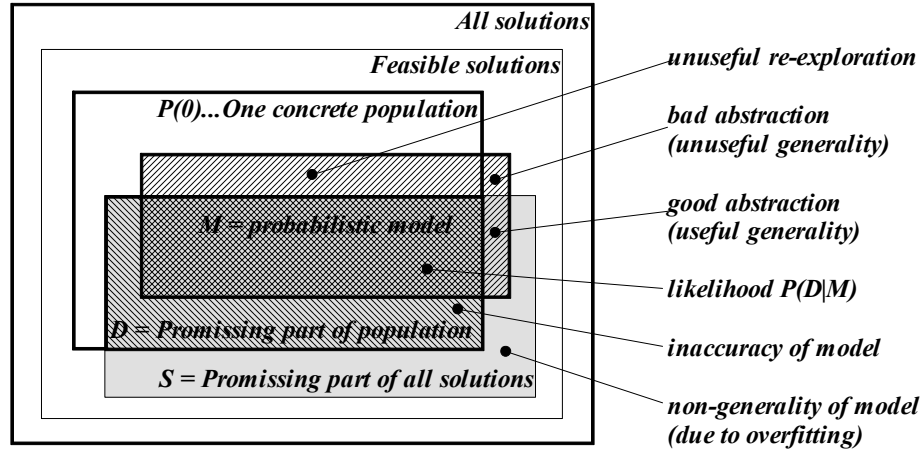 All solutions
Feasible solutions
P(0)...One concrete population
M = probabilistic model
D = Promissing part of population
S = Promissing part of all solutions
unuseful re-exploration
bad abstraction
(unuseful generality)
good abstraction
(useful generality)
likelihood P(D|M)
inaccuracy of model
non-generality of model
(due to overfitting)